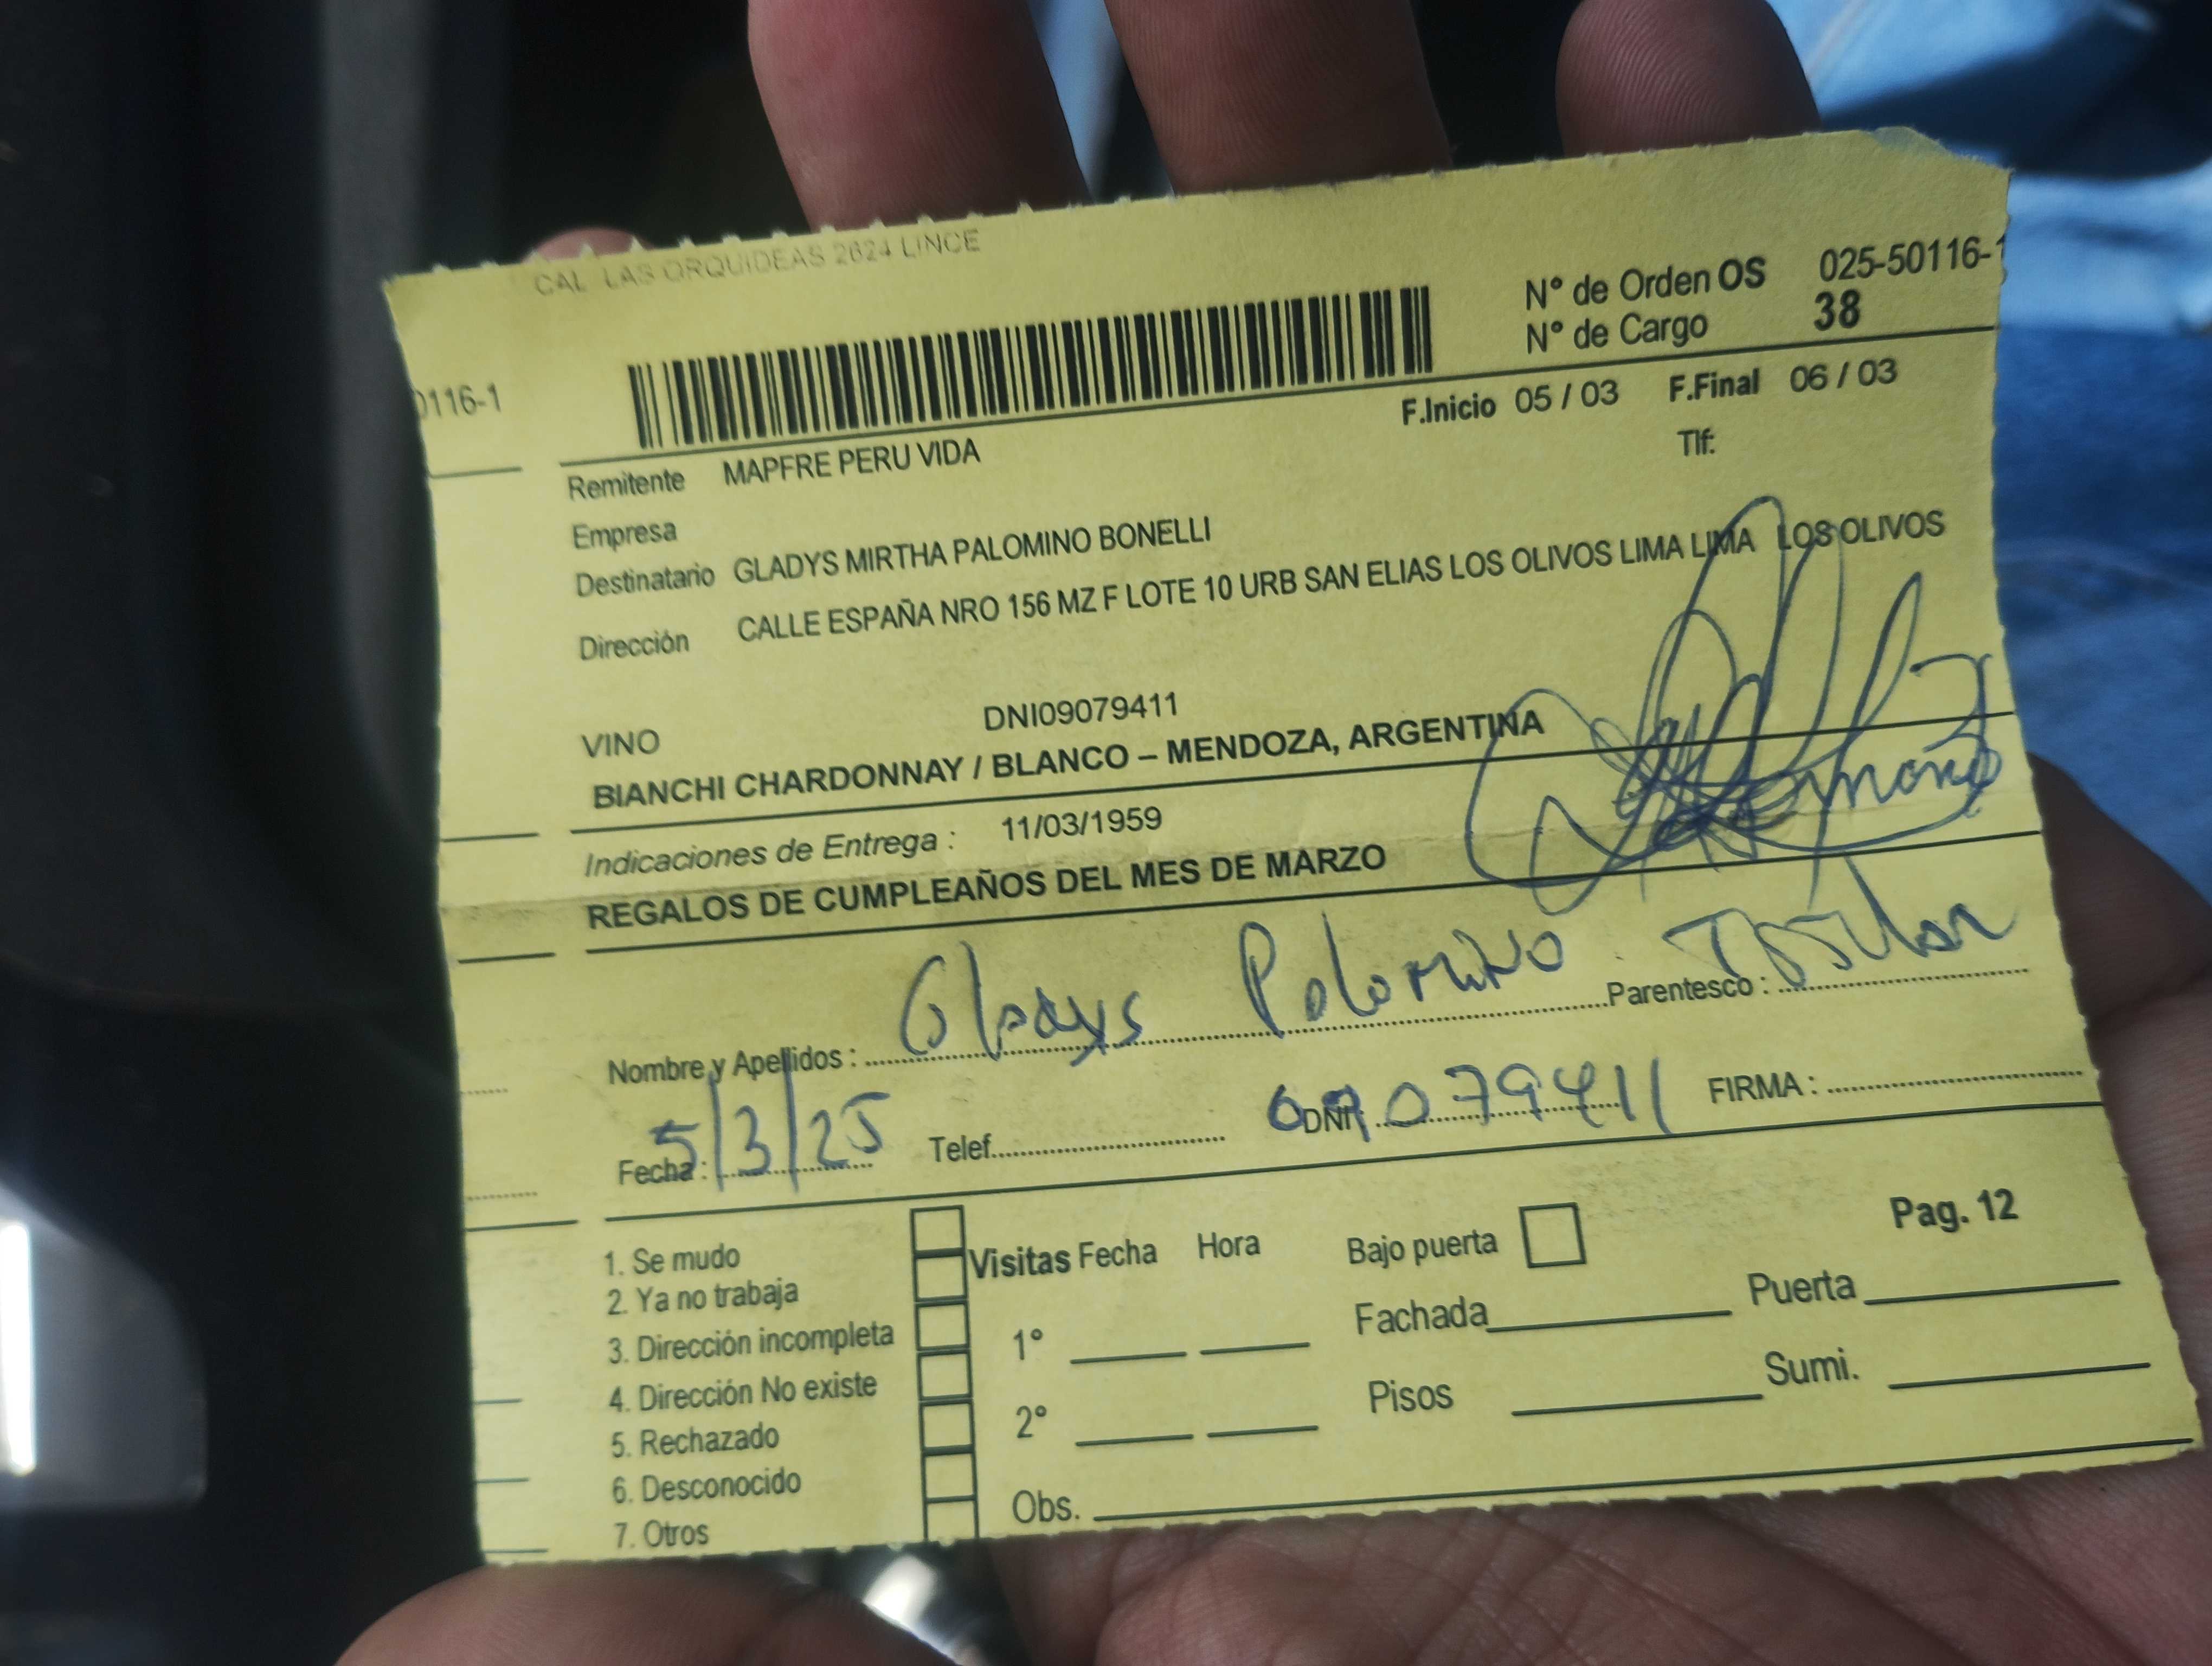 CAL LAS ORQUIDEAS 2624 LINCE
N° de Orden OS 025-50116-1
N° de Cargo 38
0116-1
F.Inicio 05 / 03 F.Final 06 / 03
Tlf:
Remitente MAPFRE PERU VIDA
Empresa
Destinatario GLADYS MIRTHA PALOMINO BONELLI
Dirección CALLE ESPAÑA NRO 156 MZ F LOTE 10 URB SAN ELIAS LOS OLIVOS LIMA LIMA LOS OLIVOS
VINO DNI09079411
BIANCHI CHARDONNAY / BLANCO – MENDOZA, ARGENTINA
Indicaciones de Entrega : 11/03/1959
REGALOS DE CUMPLEAÑOS DEL MES DE MARZO
Nombre y Apellidos : Gladys Palomino Parentesco :
Fecha : 5/3/25 Telef. DNI: 09079411 FIRMA :
Pag. 12
1. Se mudo
2. Ya no trabaja
3. Dirección incompleta
4. Dirección No existe
5. Rechazado
6. Desconocido
7. Otros
Visitas Fecha Hora
1°
2°
Obs.
Bajo puerta
Fachada Puerta
Pisos Sumi.